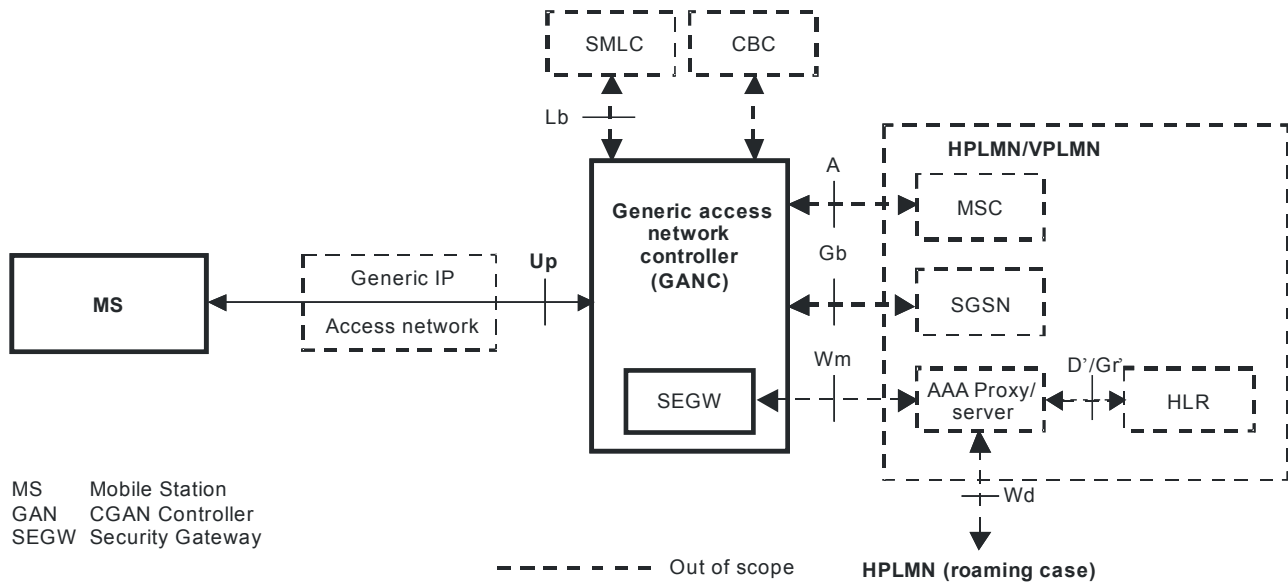 SMLC
CBC
Lb
HPLMN/VPLMN
A
MSC
Generic access
network
controller
(GANC)
Gb
Up
Generic IP
MS
SGSN
Access network
Wm
D’/Gr’
SEGW
AAA Proxy/
server
HLR
MS Mobile Station
GAN CGAN Controller
SEGW Security Gateway
Wd
Out of scope
HPLMN (roaming case)